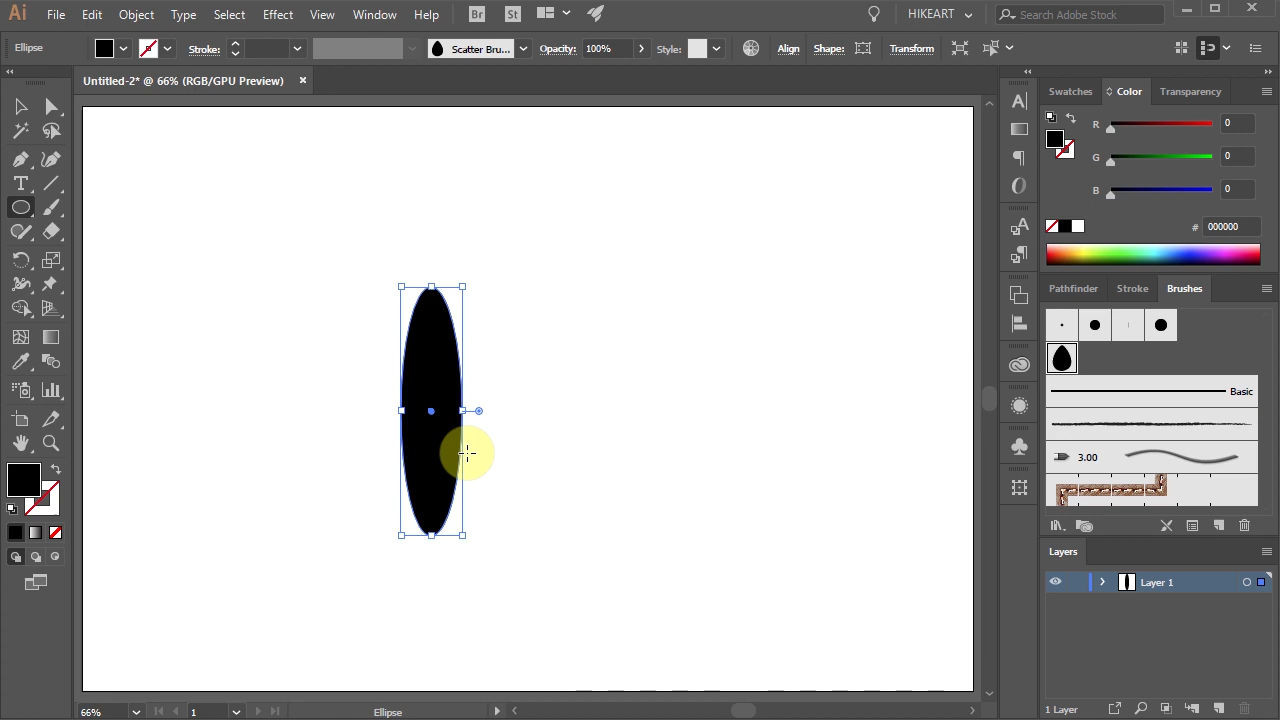 Ai File Edit Object Type Select Effect View Window Help Br St HIKEART Search Adobe Stock
Ellipse Stroke: Scatter Bru... Opacity: 100% Style: Align Shape: Transform
Untitled-2* @ 66% (RGB/GPU Preview)
Swatches Color Transparency
R 0
G 0
B 0
# 000000
Pathfinder Stroke Brushes
Basic
3.00
Layers
Layer 1
1 Layer
66% 1 Ellipse